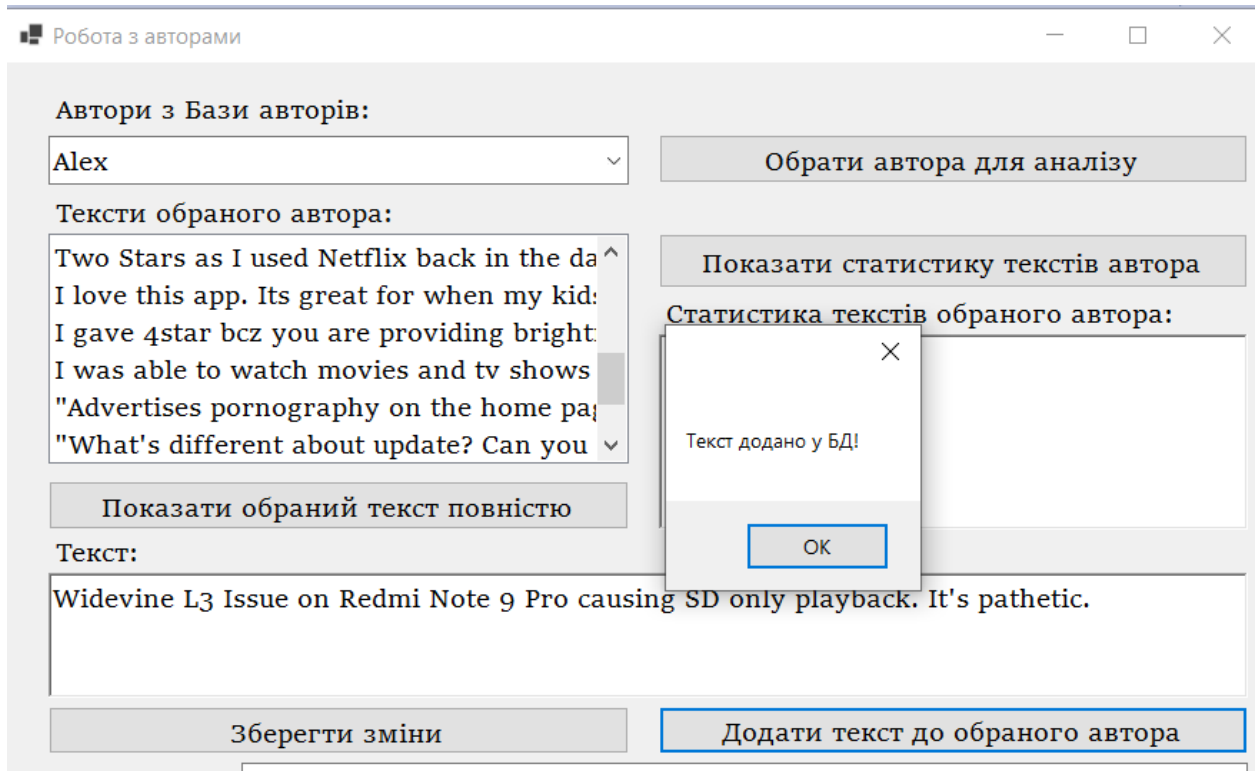 Робота з авторами
Автори з Бази авторів:
Alex
Обрати автора для аналізу
Тексти обраного автора:
Two Stars as I used Netflix back in the da
I love this app. Its great for when my kids
I gave 4star bcz you are providing bright
I was able to watch movies and tv shows
"Advertises pornography on the home pag
"What's different about update? Can you
Показати статистику текстів автора
Статистика текстів обраного автора:
Текст додано у БД!
OK
Показати обраний текст повністю
Текст:
Widevine L3 Issue on Redmi Note 9 Pro causing SD only playback. It's pathetic.
Зберегти зміни
Додати текст до обраного автора